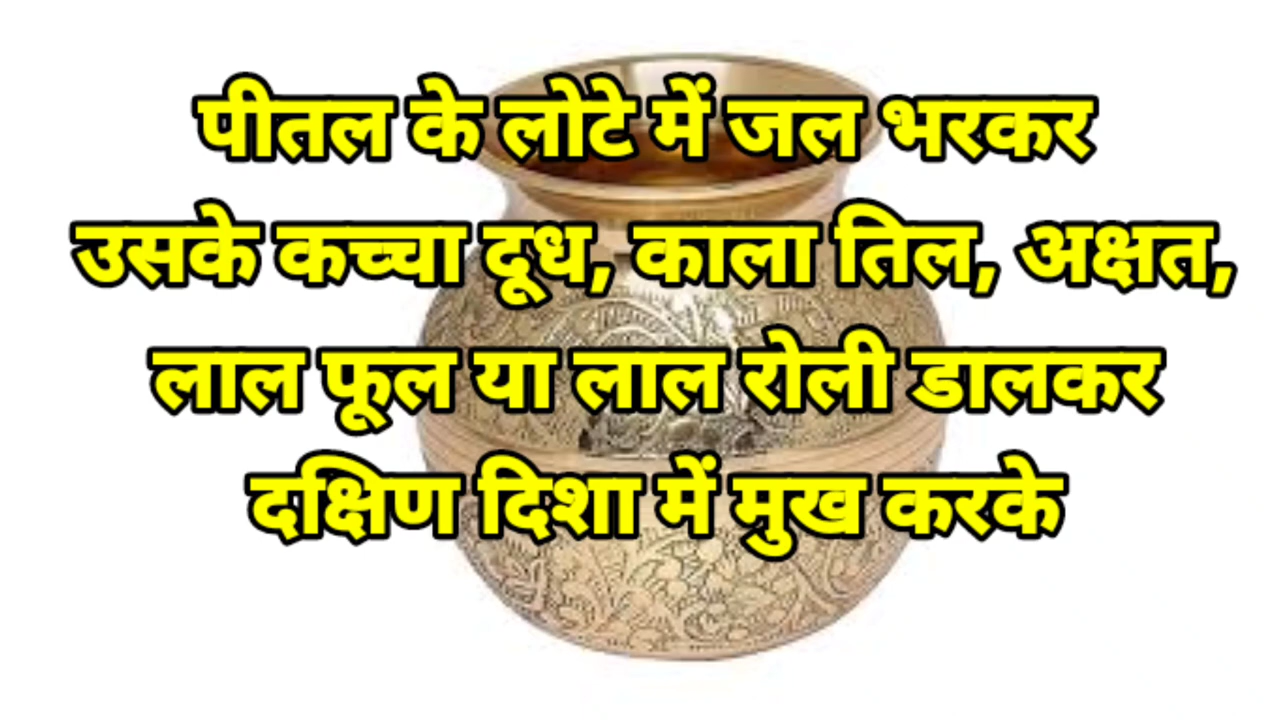 पीतल के लोटे में जल भरकर
उसके कच्चा दूध, काला तिल, अक्षत,
लाल फूल या लाल रोली डालकर
दक्षिण दिशा में मुख करके